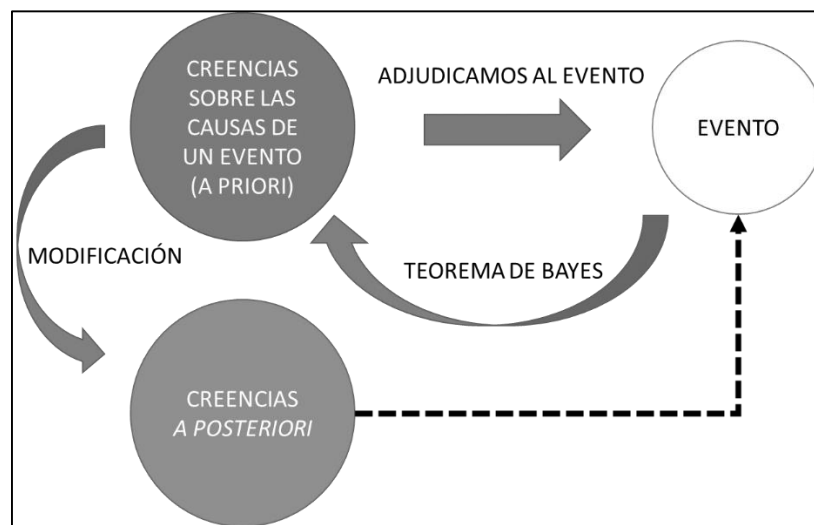 CREENCIAS
SOBRE LAS
CAUSAS DE
UN EVENTO
(A PRIORI)
ADJUDICAMOS AL EVENTO
EVENTO
MODIFICACIÓN
TEOREMA DE BAYES
CREENCIAS
A POSTERIORI